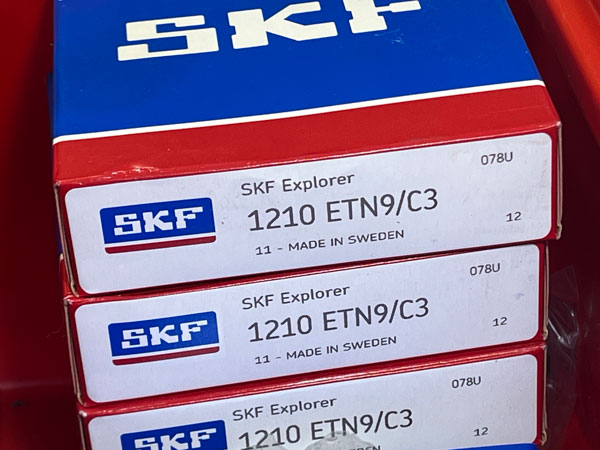 SKF
078U
SKF Explorer
SKF
1210 ETN9/C3
12
11 - MADE IN SWEDEN
078U
SKF Explorer
SKF
1210 ETN9/C3
12
11 - MADE IN SWEDEN
078U
SKF Explorer
SKF
1210 ETN9/C3
12